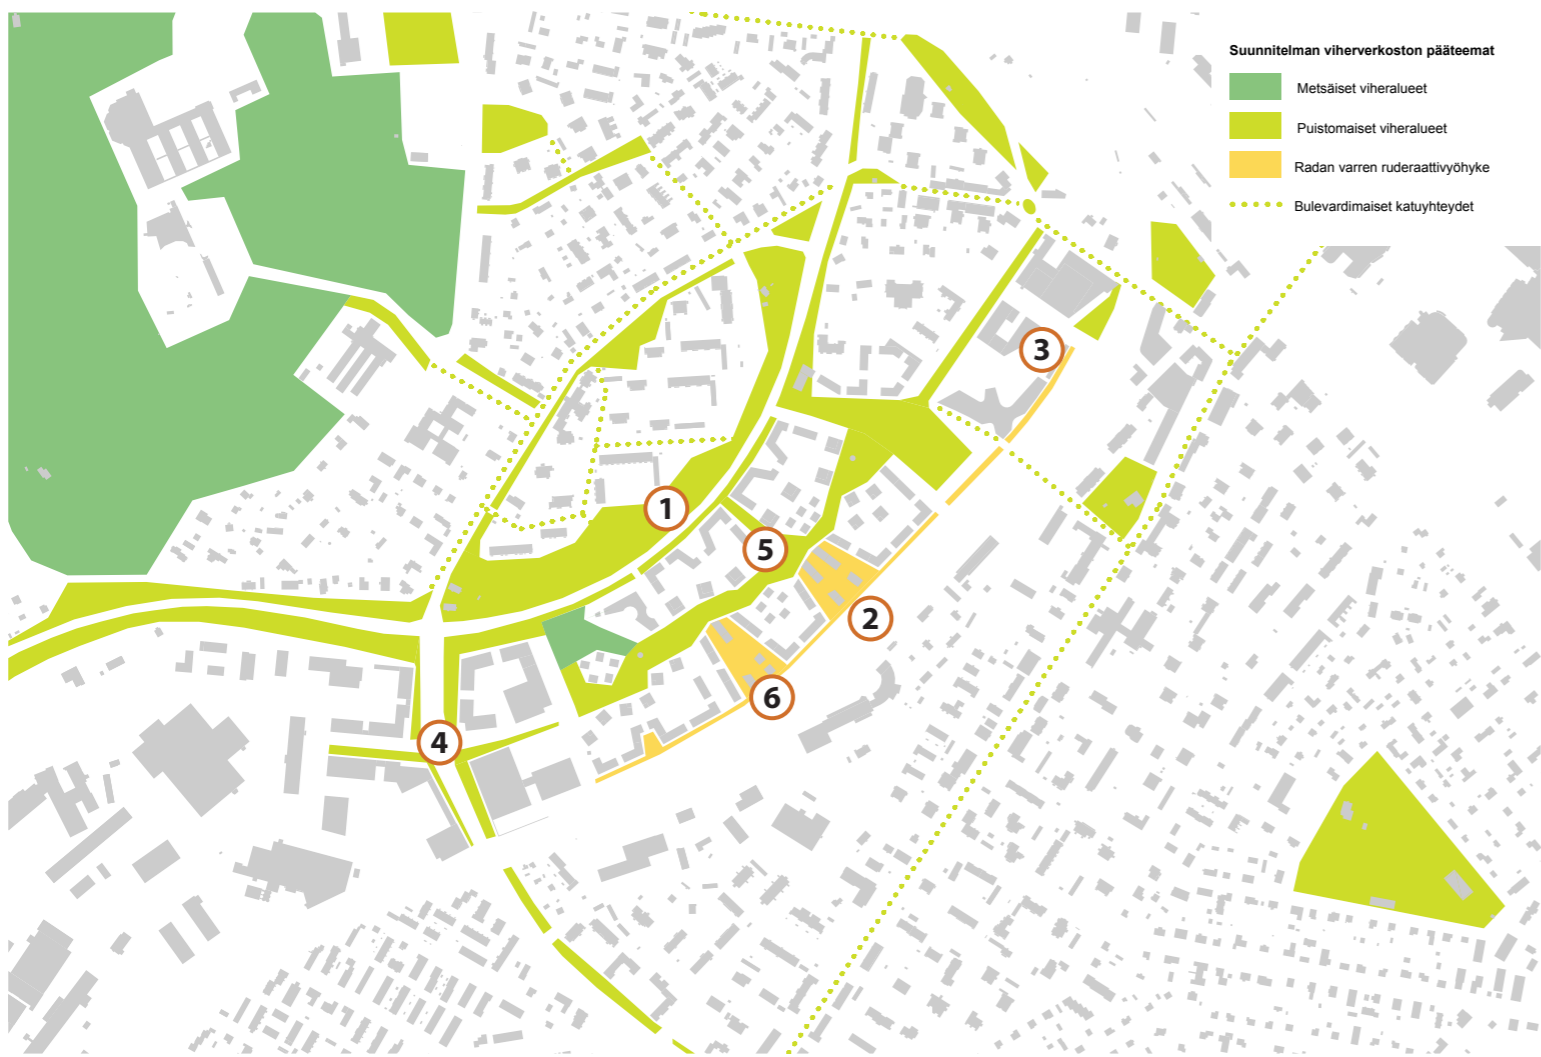 Suunnitelman viherverkoston pääteemat
Metsäiset viheralueet
Puistomaiset viheralueet
Radan varren ruderaattivyöhyke
Bulevardimaiset katuyhteydet
3
1
5
2
6
4